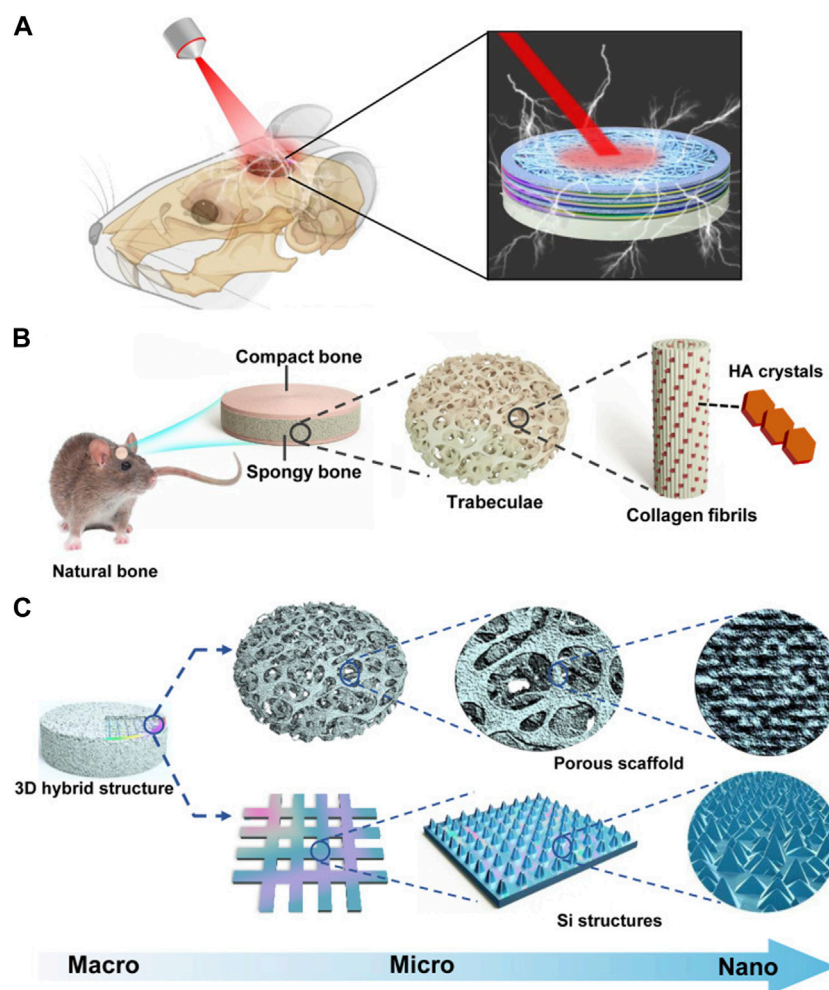 A
B
Compact bone
HA crystals
Spongy bone
Trabeculae
Collagen fibrils
Natural bone
C
Porous scaffold
3D hybrid structure
Si structures
Macro
Micro
Nano